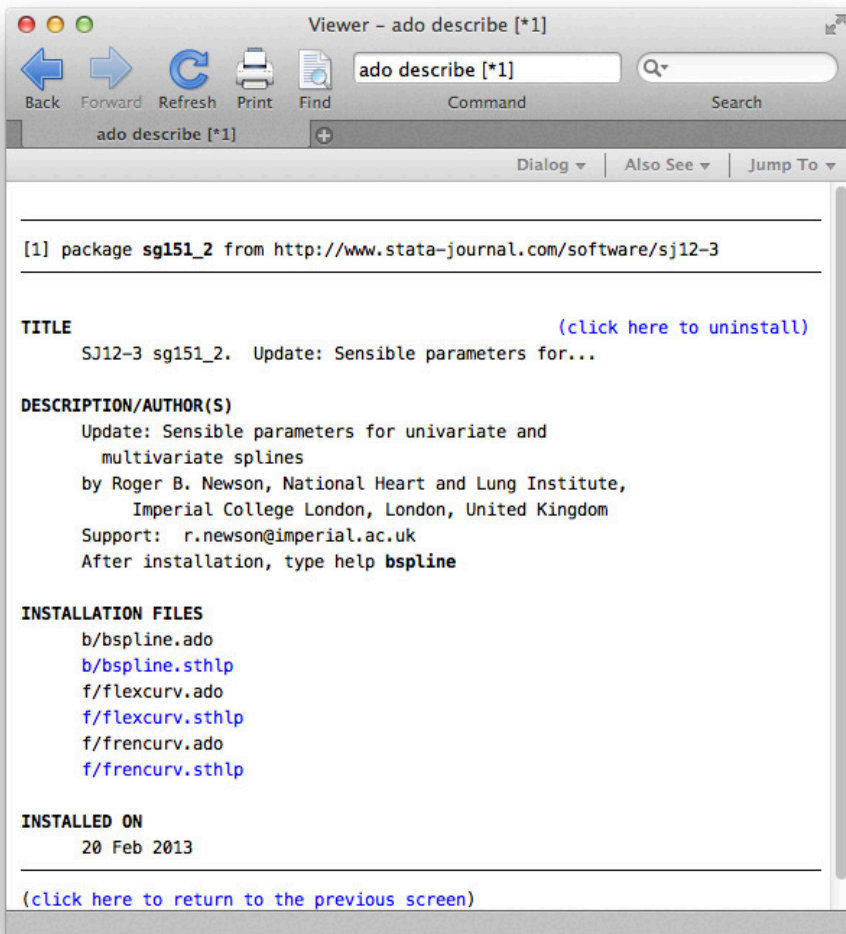 Viewer – ado describe [*1]
ado describe [*1]
Back Forward Refresh Print Find Command Search
ado describe [*1]
Dialog Also See Jump To
[1] package sg151_2 from http://www.stata-journal.com/software/sj12-3
TITLE (click here to uninstall)
SJ12-3 sg151_2. Update: Sensible parameters for...
DESCRIPTION/AUTHOR(S)
Update: Sensible parameters for univariate and
multivariate splines
by Roger B. Newson, National Heart and Lung Institute,
Imperial College London, London, United Kingdom
Support: r.newson@imperial.ac.uk
After installation, type help bspline
INSTALLATION FILES
b/bspline.ado
b/bspline.sthlp
f/flexcurv.ado
f/flexcurv.sthlp
f/frencurv.ado
f/frencurv.sthlp
INSTALLED ON
20 Feb 2013
(click here to return to the previous screen)